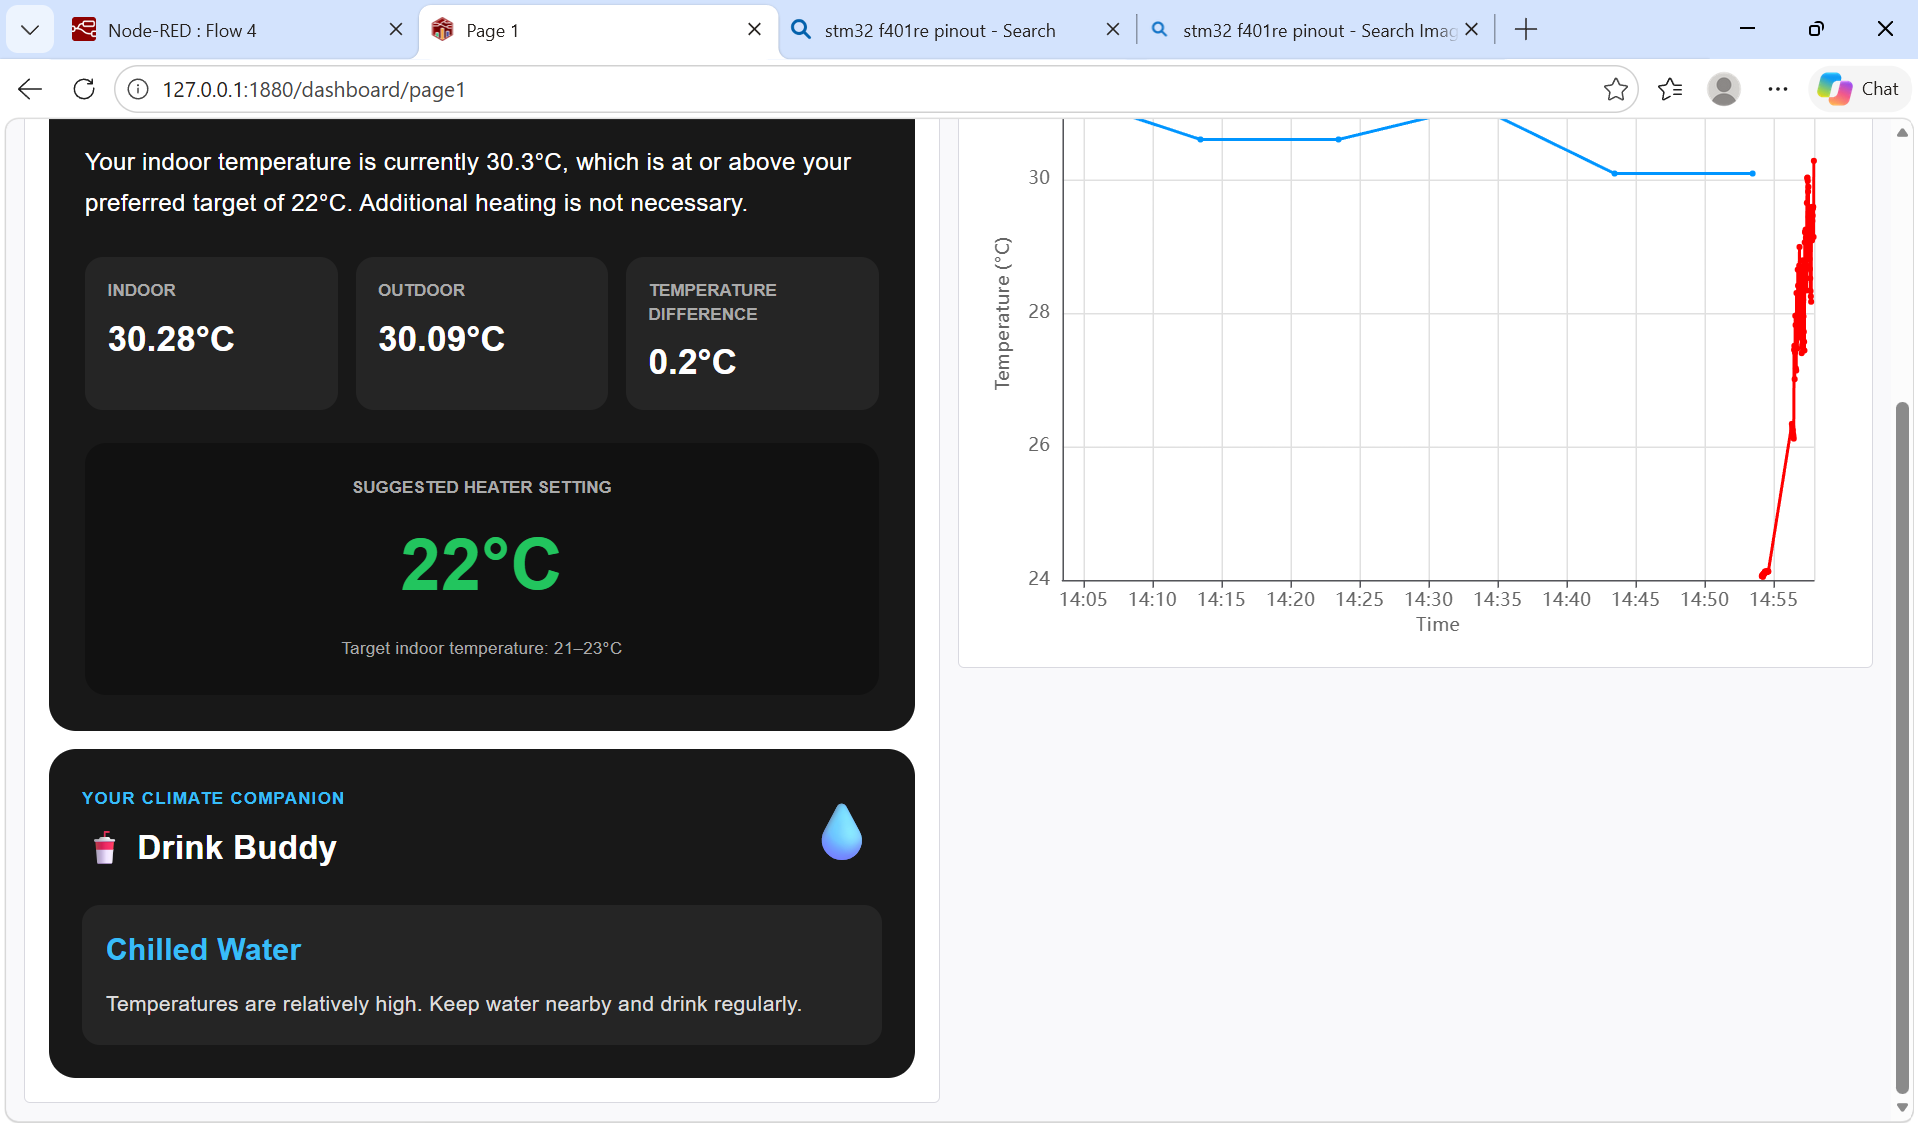 Node-RED : Flow 4
Page 1
stm32 f401re pinout - Search
stm32 f401re pinout - Search Imag
127.0.0.1:1880/dashboard/page1
Chat
Your indoor temperature is currently 30.3°C, which is at or above your
preferred target of 22°C. Additional heating is not necessary.
INDOOR
30.28°C
OUTDOOR
30.09°C
TEMPERATURE
DIFFERENCE
0.2°C
SUGGESTED HEATER SETTING
22°C
Target indoor temperature: 21–23°C
YOUR CLIMATE COMPANION
Drink Buddy
Chilled Water
Temperatures are relatively high. Keep water nearby and drink regularly.
Temperature (°C)
30
28
26
24
14:05 14:10 14:15 14:20 14:25 14:30 14:35 14:40 14:45 14:50 14:55
Time